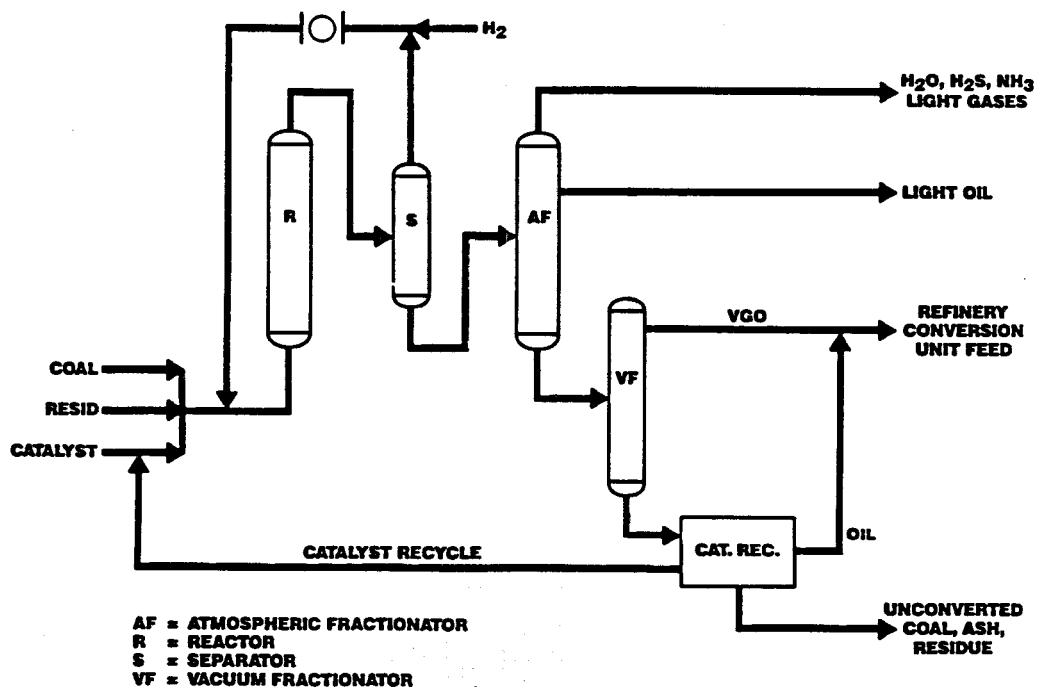 H₂
H₂O, H₂S, NH₃
LIGHT GASES
R
S
AF
LIGHT OIL
VGO
REFINERY
CONVERSION
UNIT FEED
VF
COAL
RESID
CATALYST
CAT. REC.
OIL
CATALYST RECYCLE
UNCONVERTED
COAL, ASH,
RESIDUE
AF = ATMOSPHERIC FRACTIONATOR
R = REACTOR
S = SEPARATOR
VF = VACUUM FRACTIONATOR